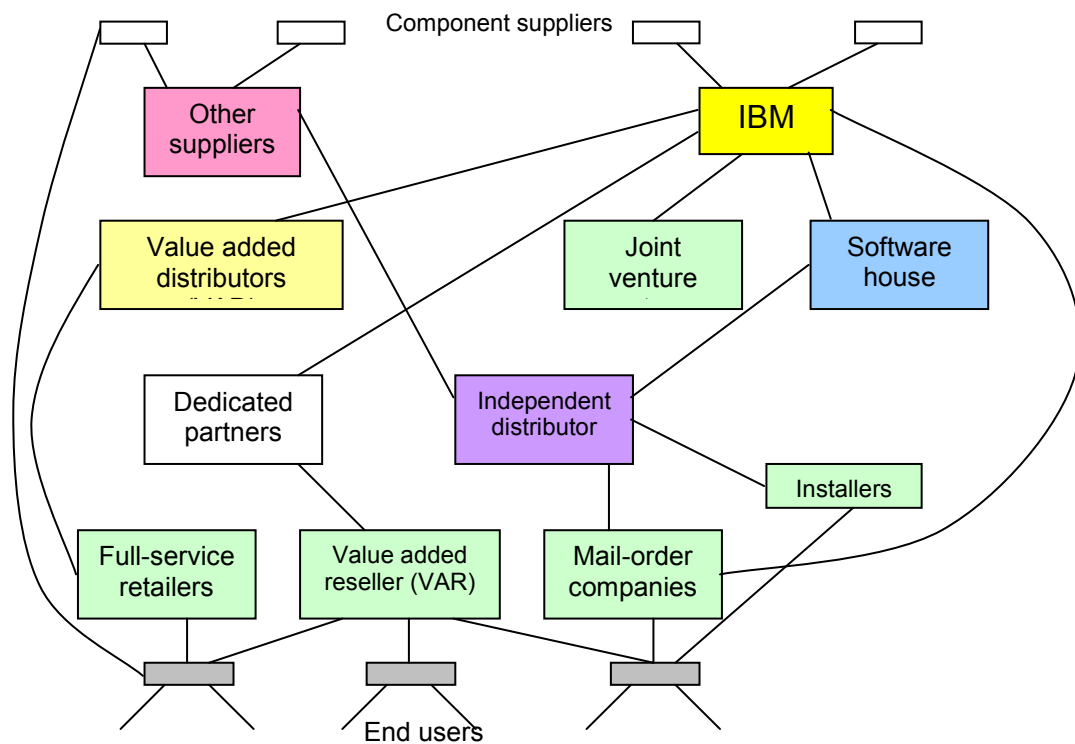 Component suppliers
Other
suppliers
IBM
Value added
distributors
Joint
venture
Software
house
Dedicated
partners
Independent
distributor
Installers
Full-service
retailers
Value added
reseller (VAR)
Mail-order
companies
End users